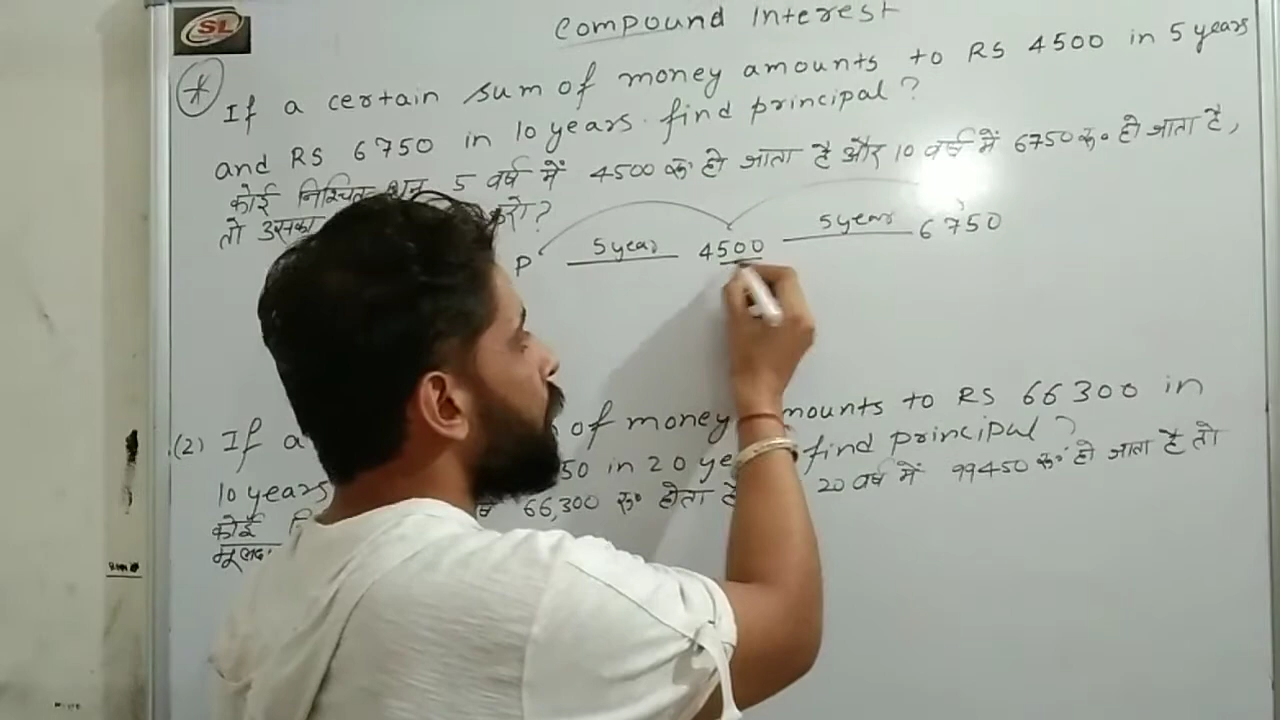 SL
Compound Interest
* If a certain sum of money amounts to RS 4500 in 5 years
and RS 6750 in 10 years. find principal?
कोई निश्चित धन 5 वर्ष में 4500 रु० हो जाता है और 10 वर्ष में 6750 रु० हो जाता है,
तो उसका करो?
P 5 year 4500 5 year 6750
(2) If a of money amounts to RS 66300 in
10 years 50 in 20 ye find principal?
कोई 66,300 रु० होता है 20 वर्ष में 99450 रु० हो जाता है तो